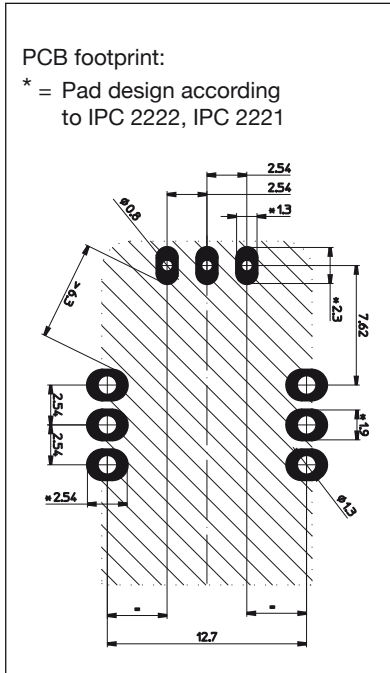 PCB footprint:
* = Pad design according
to IPC 2222, IPC 2221
2.54
2.54
*1.3
ø0.8
>6.3
*2.3
7.62
2.54
2.54
*1.9
*2.54
ø1.3
=
=
12.7